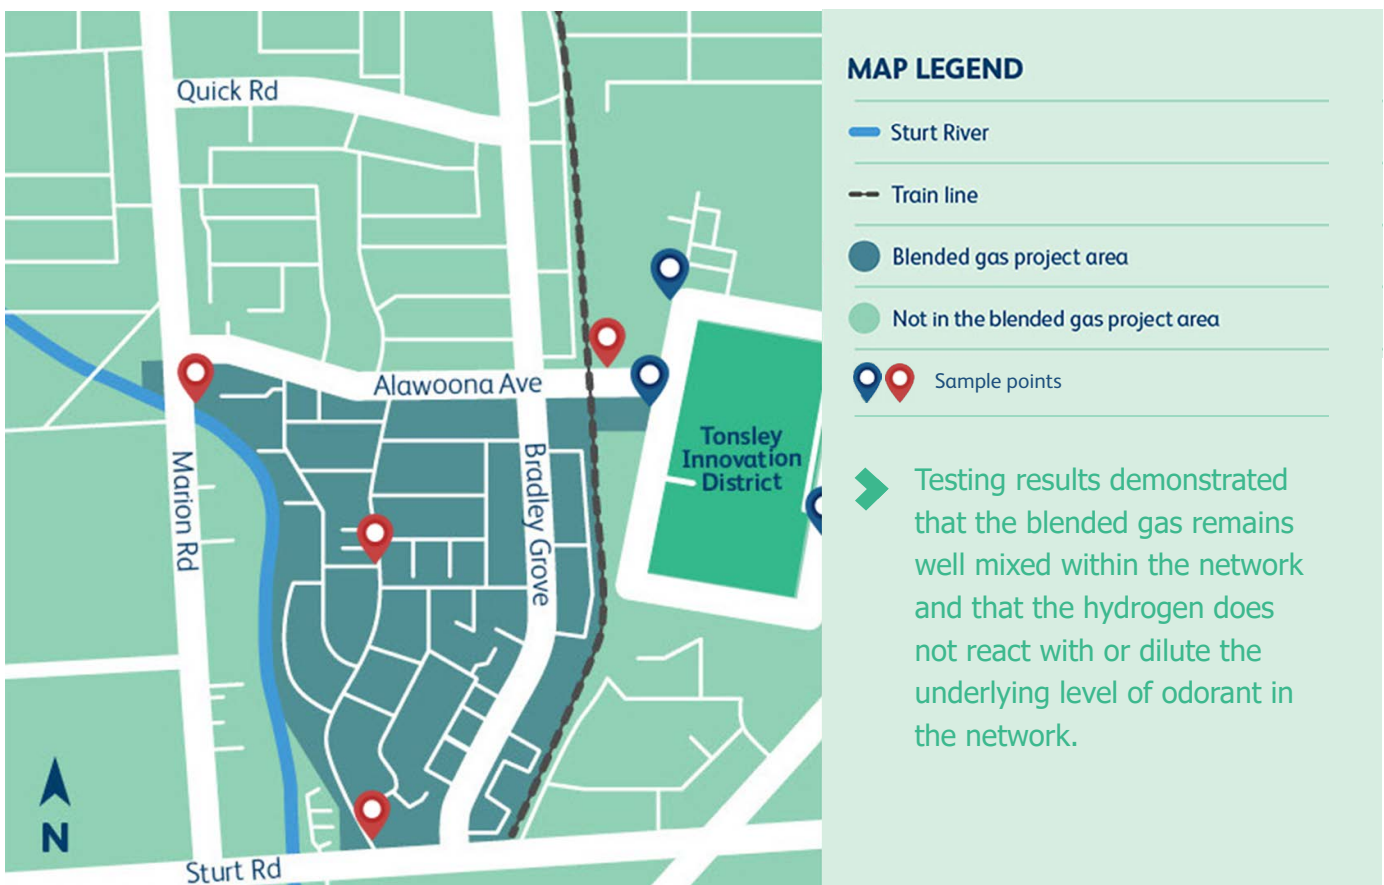 Quick Rd
Alawoona Ave
Marion Rd
Bradley Grove
Tonsley
Innovation
District
N
Sturt Rd
MAP LEGEND
Sturt River
Train line
Blended gas project area
Not in the blended gas project area
Sample points
Testing results demonstrated
that the blended gas remains
well mixed within the network
and that the hydrogen does
not react with or dilute the
underlying level of odorant in
the network.